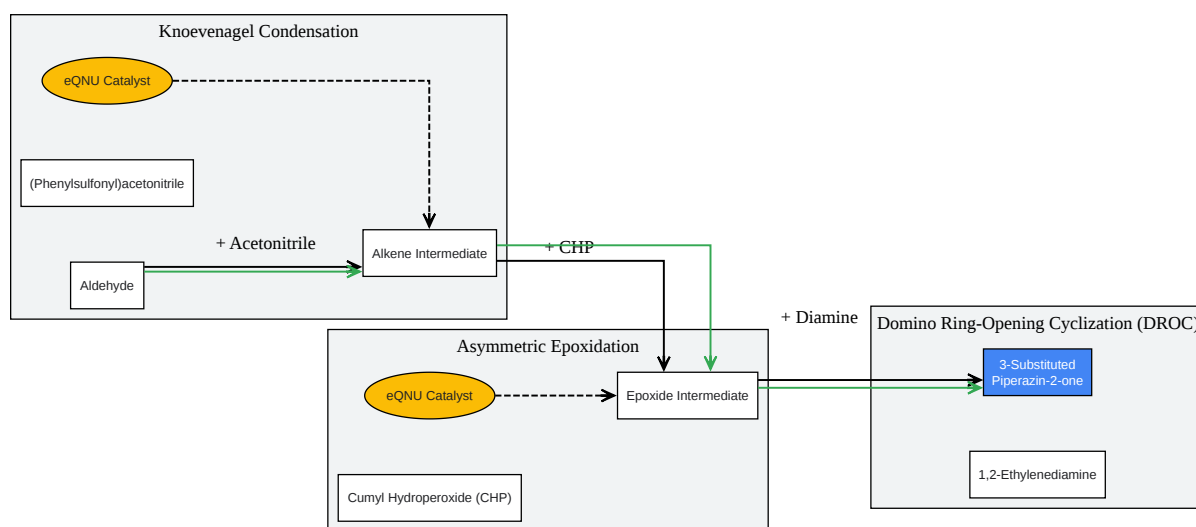 Knoevenagel Condensation
eQNU Catalyst
(Phenylsulfonyl)acetonitrile
+ Acetonitrile
Aldehyde
Alkene Intermediate
+ CHP
Asymmetric Epoxidation
eQNU Catalyst
Epoxide Intermediate
Cumyl Hydroperoxide (CHP)
+ Diamine
Domino Ring-Opening Cyclization (DROC)
3-Substituted
Piperazin-2-one
1,2-Ethylenediamine